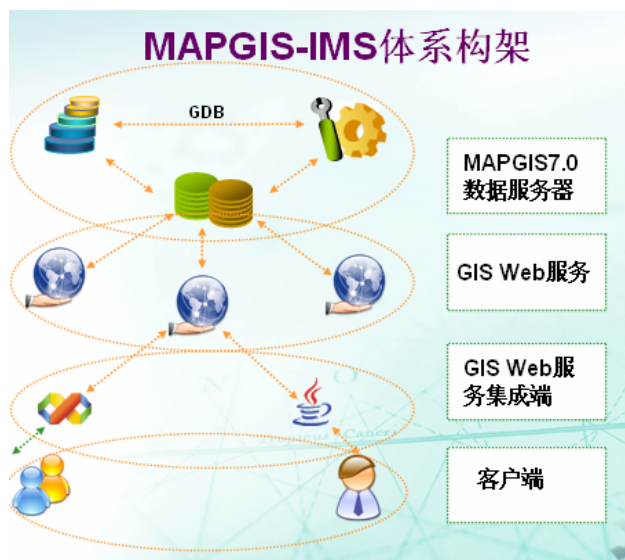 MAPGIS-IMS体系构架
GDB
MAPGIS7.0
数据服务器
GIS Web服务
GIS Web服
务集成端
客户端